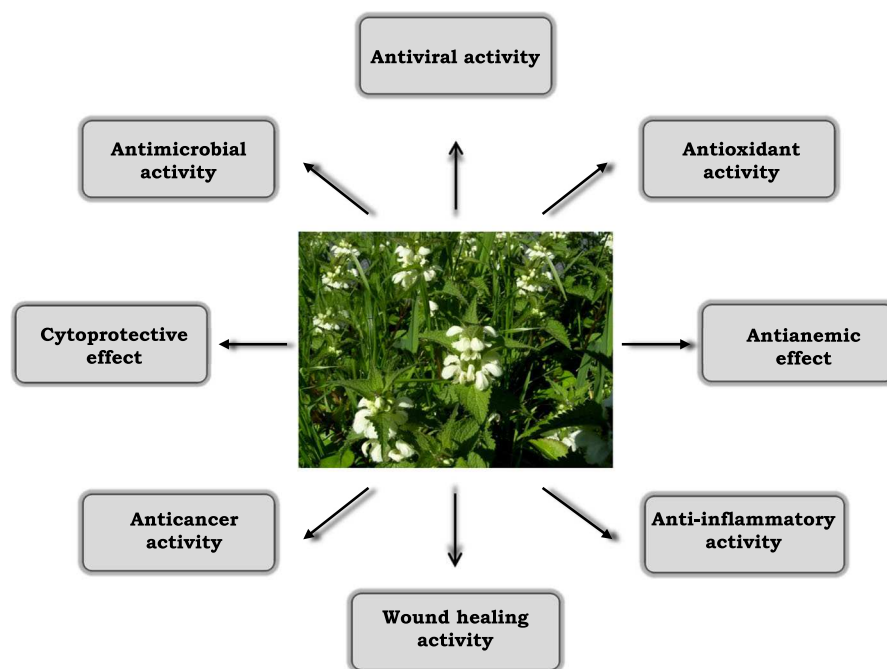 Antiviral activity
Antimicrobial
activity
Antioxidant
activity
Cytoprotective
effect
Antianemic
effect
Anticancer
activity
Anti-inflammatory
activity
Wound healing
activity